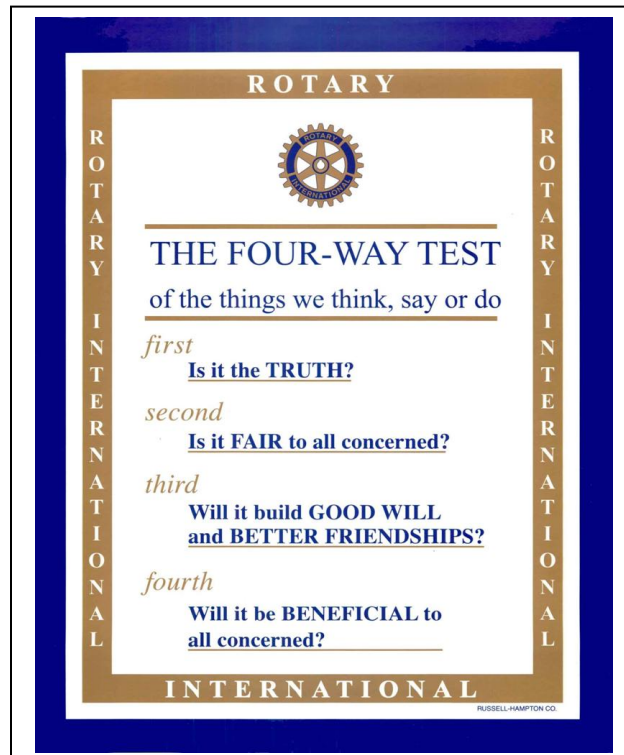 ROTARY
ROTARY INTERNATIONAL
ROTARY INTERNATIONAL
ROTARY
INTERNATIONAL
THE FOUR-WAY TEST
of the things we think, say or do
first
Is it the TRUTH?
second
Is it FAIR to all concerned?
third
Will it build GOOD WILL
and BETTER FRIENDSHIPS?
fourth
Will it be BENEFICIAL to
all concerned?
INTERNATIONAL
RUSSELL-HAMPTON CO.